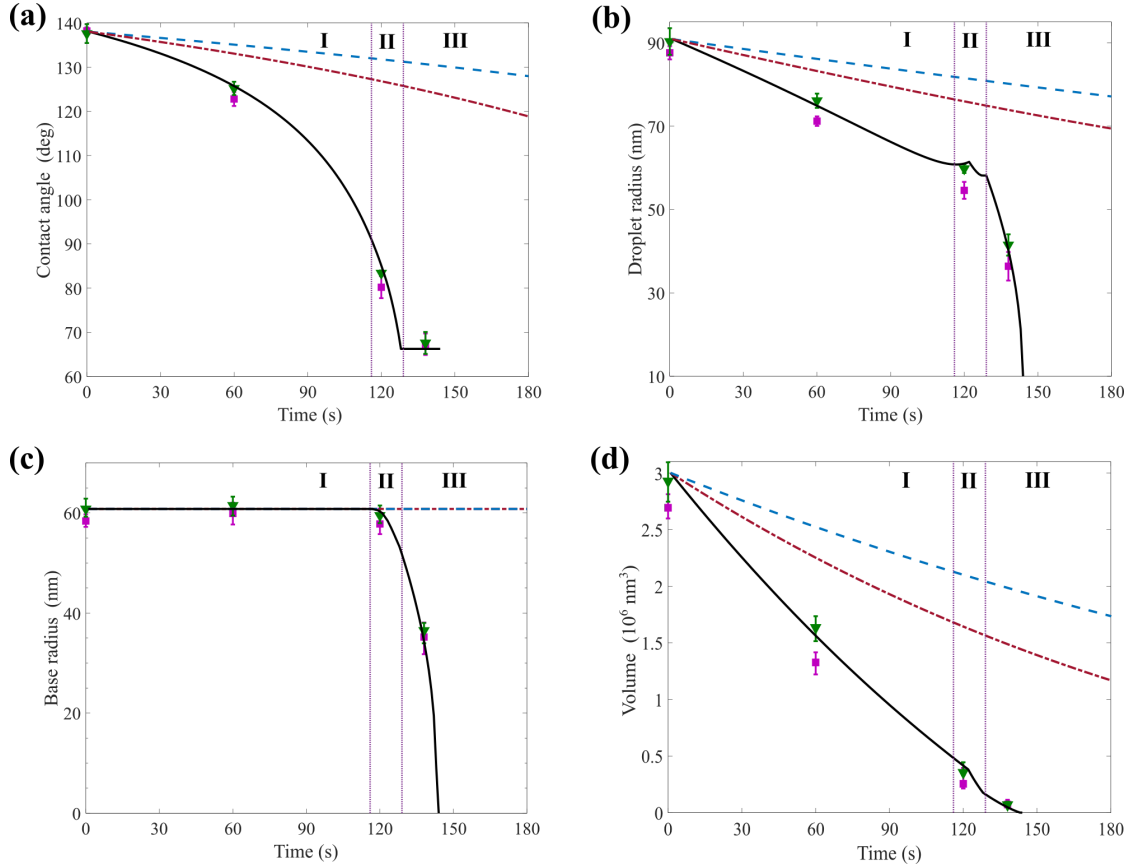 (a)
140
130
120
110
100
90
80
70
60
Contact angle (deg)
I II III
0 30 60 90 120 150 180
Time (s)
(b)
90
70
50
30
10
Droplet radius (nm)
I II III
0 30 60 90 120 150 180
Time (s)
(c)
60
40
20
0
Base radius (nm)
I II III
0 30 60 90 120 150 180
Time (s)
(d)
3
2.5
2
1.5
1
0.5
0
Volume (10⁶ nm³)
I II III
0 30 60 90 120 150 180
Time (s)